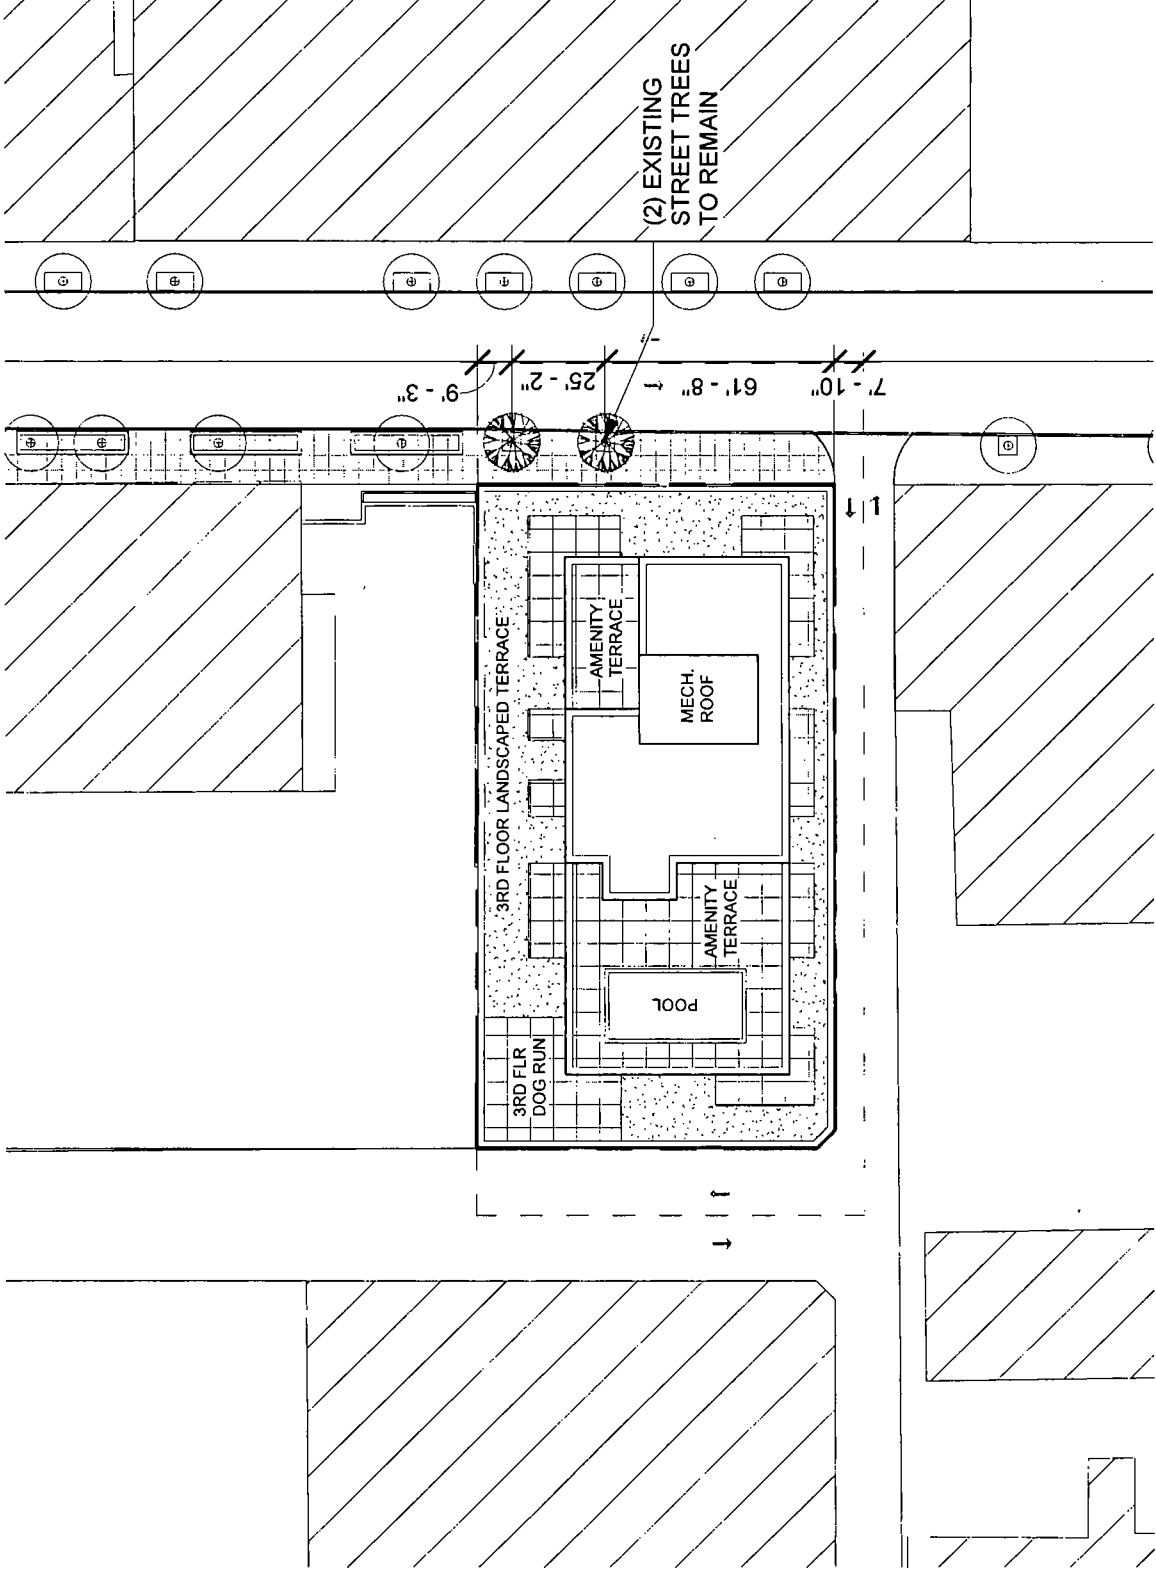 (2) EXISTING
STREET TREES
TO REMAIN
9' - 3"
25' - 2"
61' - 8"
7' - 10"
3RD FLOOR LANDSCAPED TERRACE
AMENITY
TERRACE
MECH.
ROOF
AMENITY
TERRACE
POOL
3RD FLR
DOG RUN